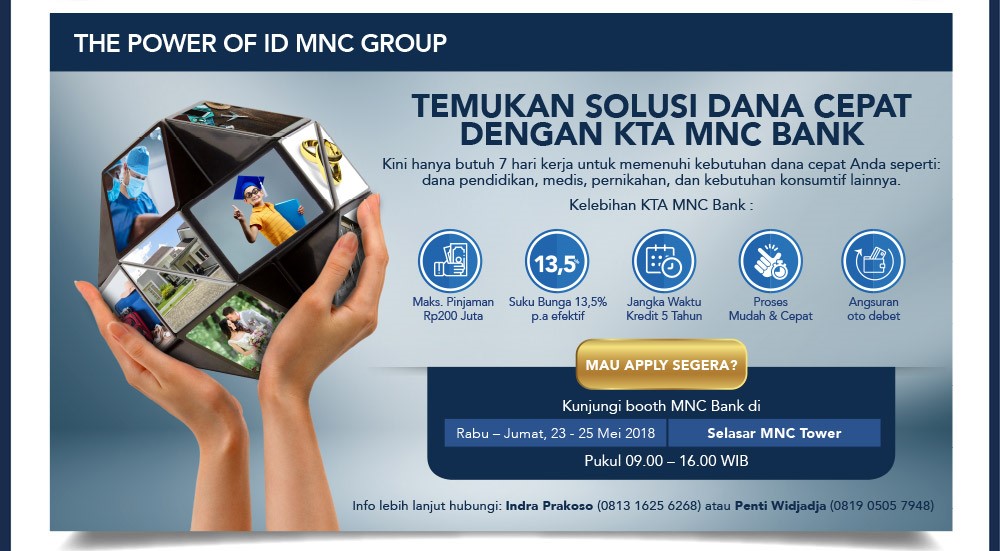 THE POWER OF ID MNC GROUP
TEMUKAN SOLUSI DANA CEPAT
DENGAN KTA MNC BANK
Kini hanya butuh 7 hari kerja untuk memenuhi kebutuhan dana cepat Anda seperti:
dana pendidikan, medis, pernikahan, dan kebutuhan konsumtif lainnya.
Kelebihan KTA MNC Bank :
13,5%
Maks. Pinjaman
Rp200 Juta
Suku Bunga 13,5%
p.a efektif
Jangka Waktu
Kredit 5 Tahun
Proses
Mudah & Cepat
Angsuran
oto debet
MAU APPLY SEGERA?
Kunjungi booth MNC Bank di
Rabu – Jumat, 23 - 25 Mei 2018
Selasar MNC Tower
Pukul 09.00 – 16.00 WIB
Info lebih lanjut hubungi: Indra Prakoso (0813 1625 6268) atau Penti Widjadja (0819 0505 7948)